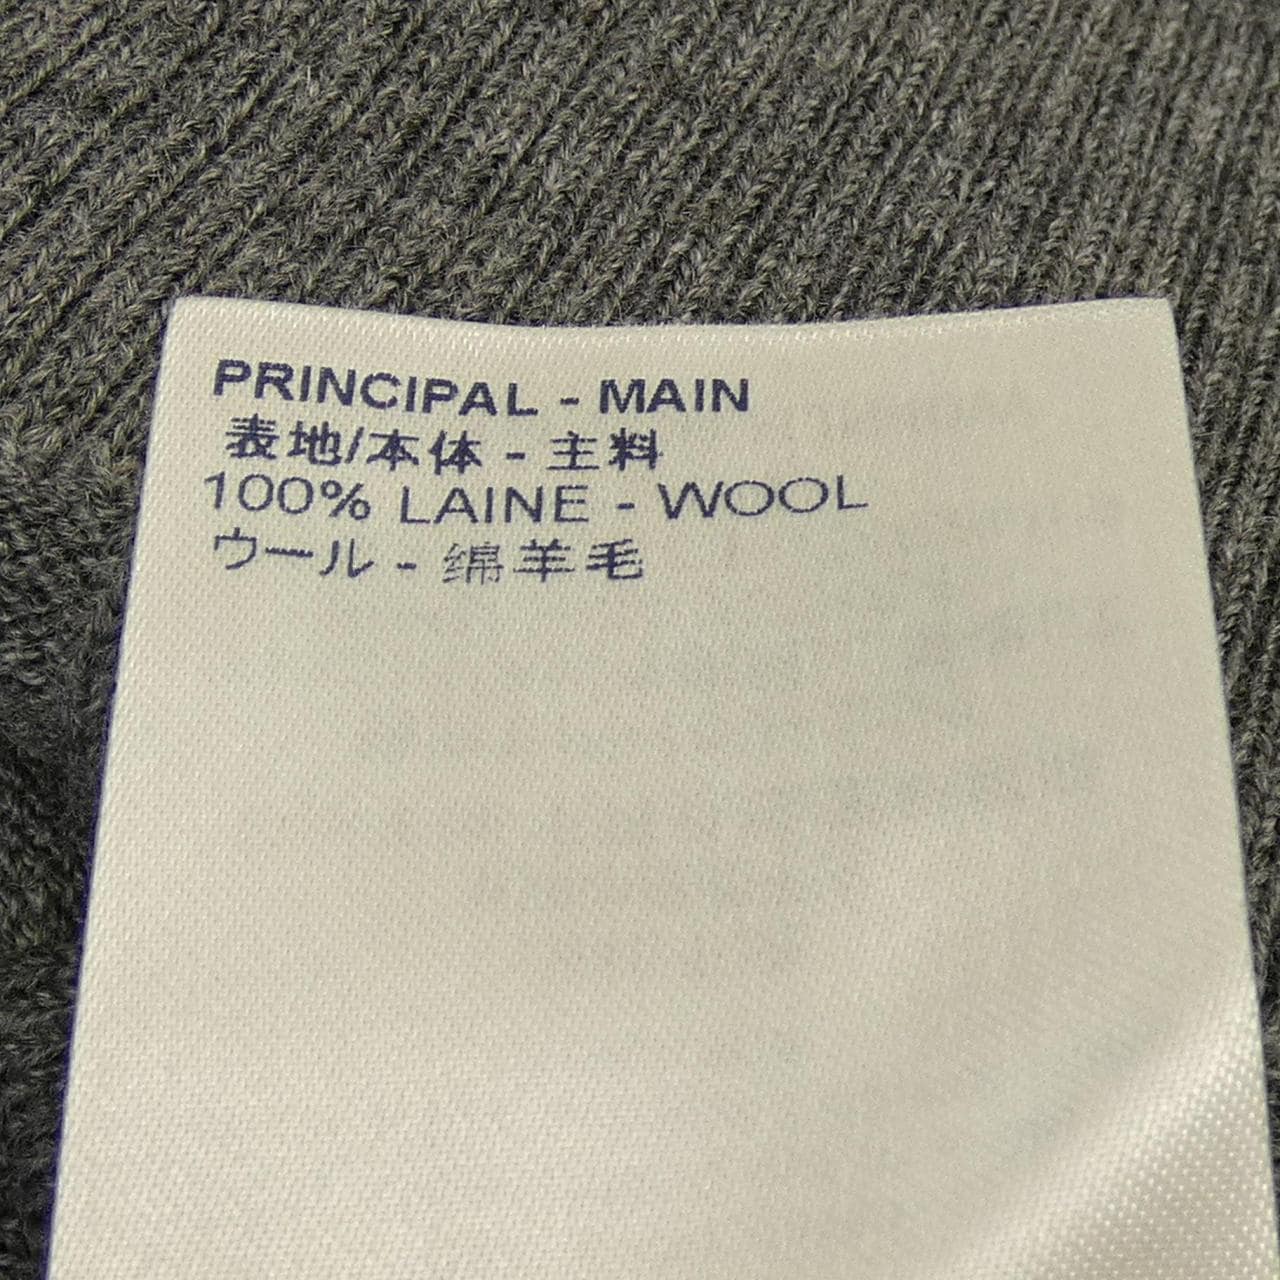 PRINCIPAL - MAIN
表地/本体 - 主料
100% LAINE - WOOL
ウール - 绵羊毛